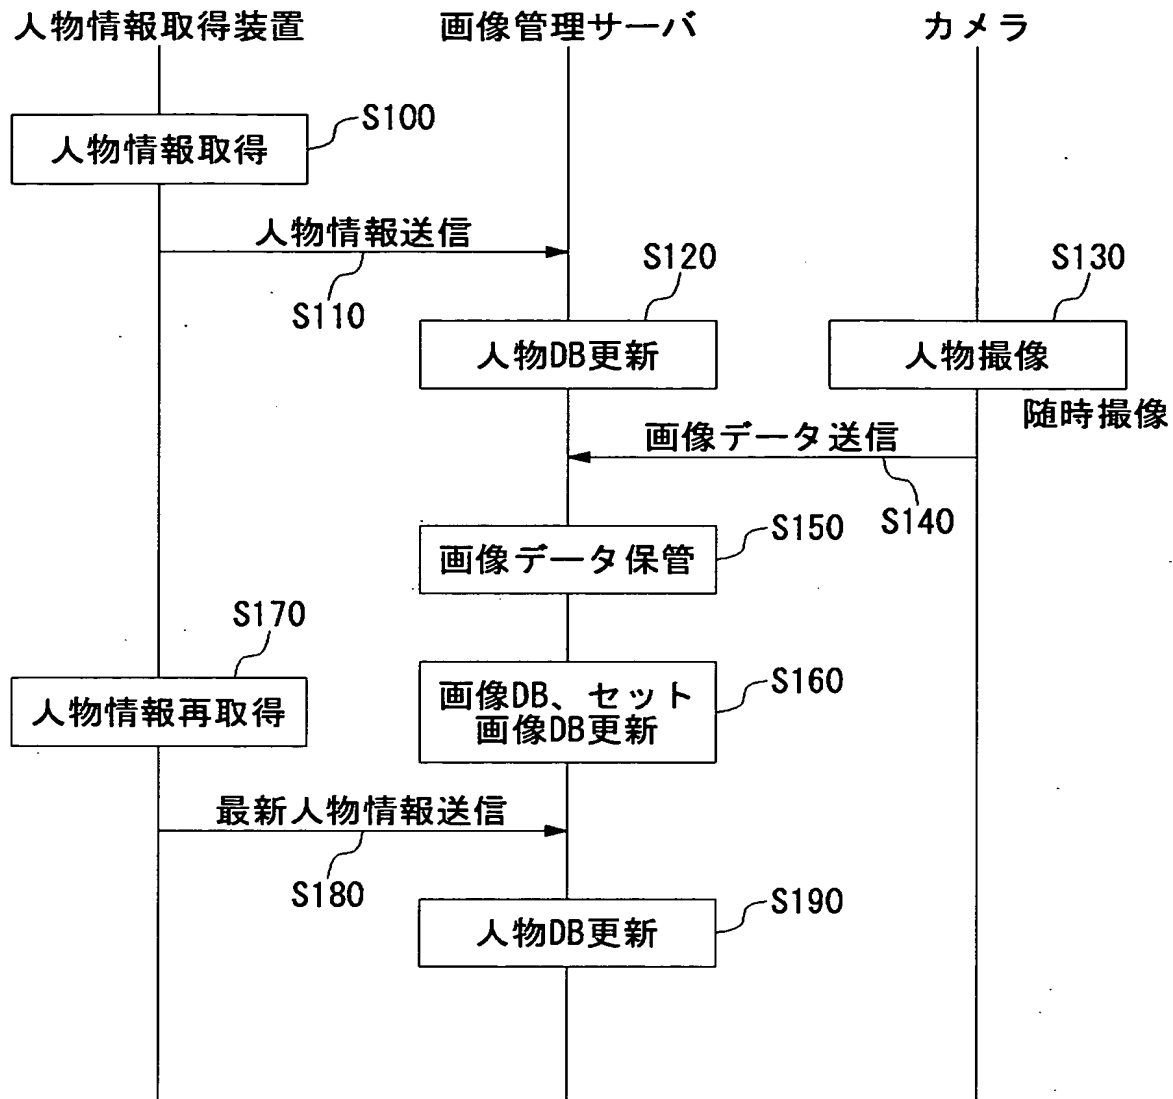 人物情報取得装置
画像管理サーバ
カメラ
S100
人物情報取得
人物情報送信
S110
S120
S130
人物DB更新
人物撮像
随時撮像
画像データ送信
S140
S150
画像データ保管
S170
人物情報再取得
S160
画像DB、セット
画像DB更新
最新人物情報送信
S180
S190
人物DB更新